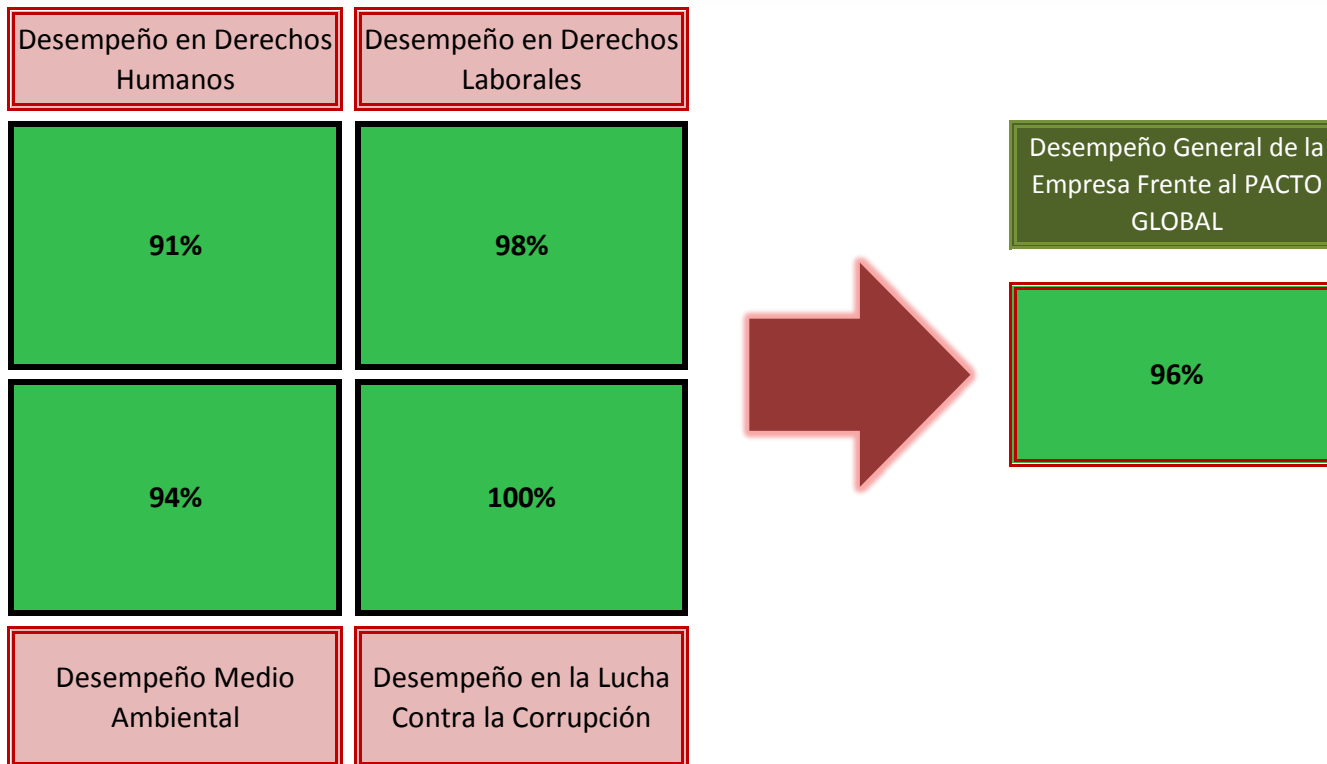 Desempeño en Derechos
Humanos
Desempeño en Derechos
Laborales
91%
98%
94%
100%
Desempeño Medio
Ambiental
Desempeño en la Lucha
Contra la Corrupción
Desempeño General de la
Empresa Frente al PACTO
GLOBAL
96%